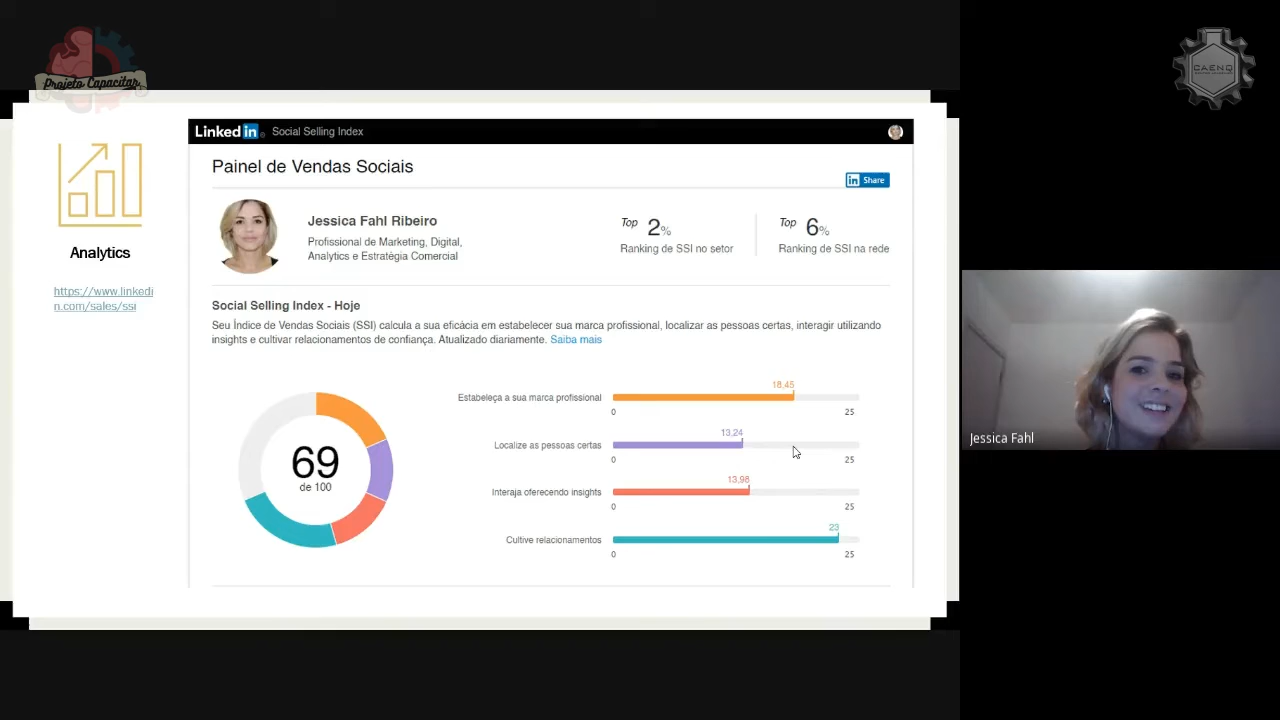 Projeto Capacitar
CAENQ
Linkedin
Social Selling Index
Painel de Vendas Sociais
in Share
Analytics
https://www.linkedi
n.com/sales/ssi
Jessica Fahl Ribeiro
Profissional de Marketing, Digital,
Analytics e Estratégia Comercial
Top 2%
Ranking de SSI no setor
Top 6%
Ranking de SSI na rede
Social Selling Index - Hoje
Seu Índice de Vendas Sociais (SSI) calcula a sua eficácia em estabelecer sua marca profissional, localizar as pessoas certas, interagir utilizando
insights e cultivar relacionamentos de confiança. Atualizado diariamente. Saiba mais
69
de 100
Estabeleça a sua marca profissional
18,45
0 25
Localize as pessoas certas
13,24
0 25
Interaja oferecendo insights
13,98
0 25
Cultive relacionamentos
23
0 25
Jessica Fahl